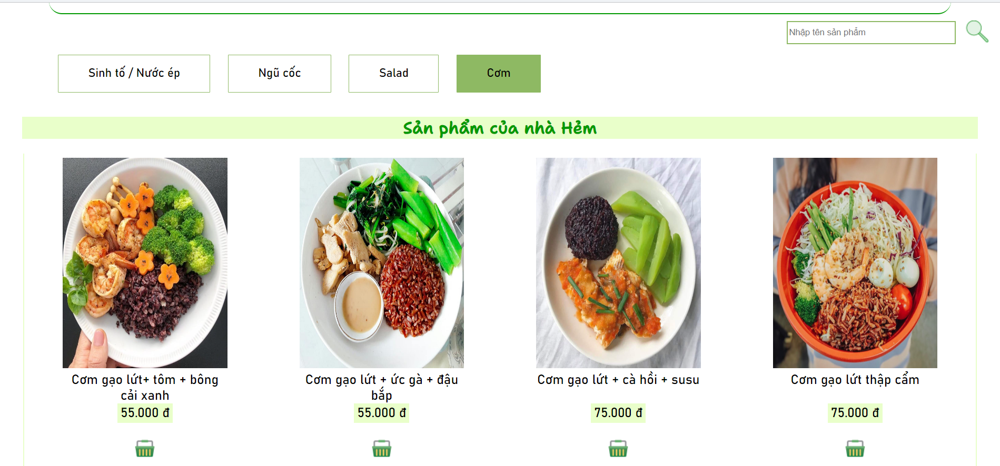 Nhập tên sản phẩm
Sinh tố / Nước ép
Ngũ cốc
Salad
Cơm
Sản phẩm của nhà Hẻm
Cơm gạo lứt+ tôm + bông
cải xanh
55.000 đ
Cơm gạo lứt + ức gà + đậu
bắp
55.000 đ
Cơm gạo lứt + cà hồi + susu
75.000 đ
Cơm gạo lứt thập cẩm
75.000 đ